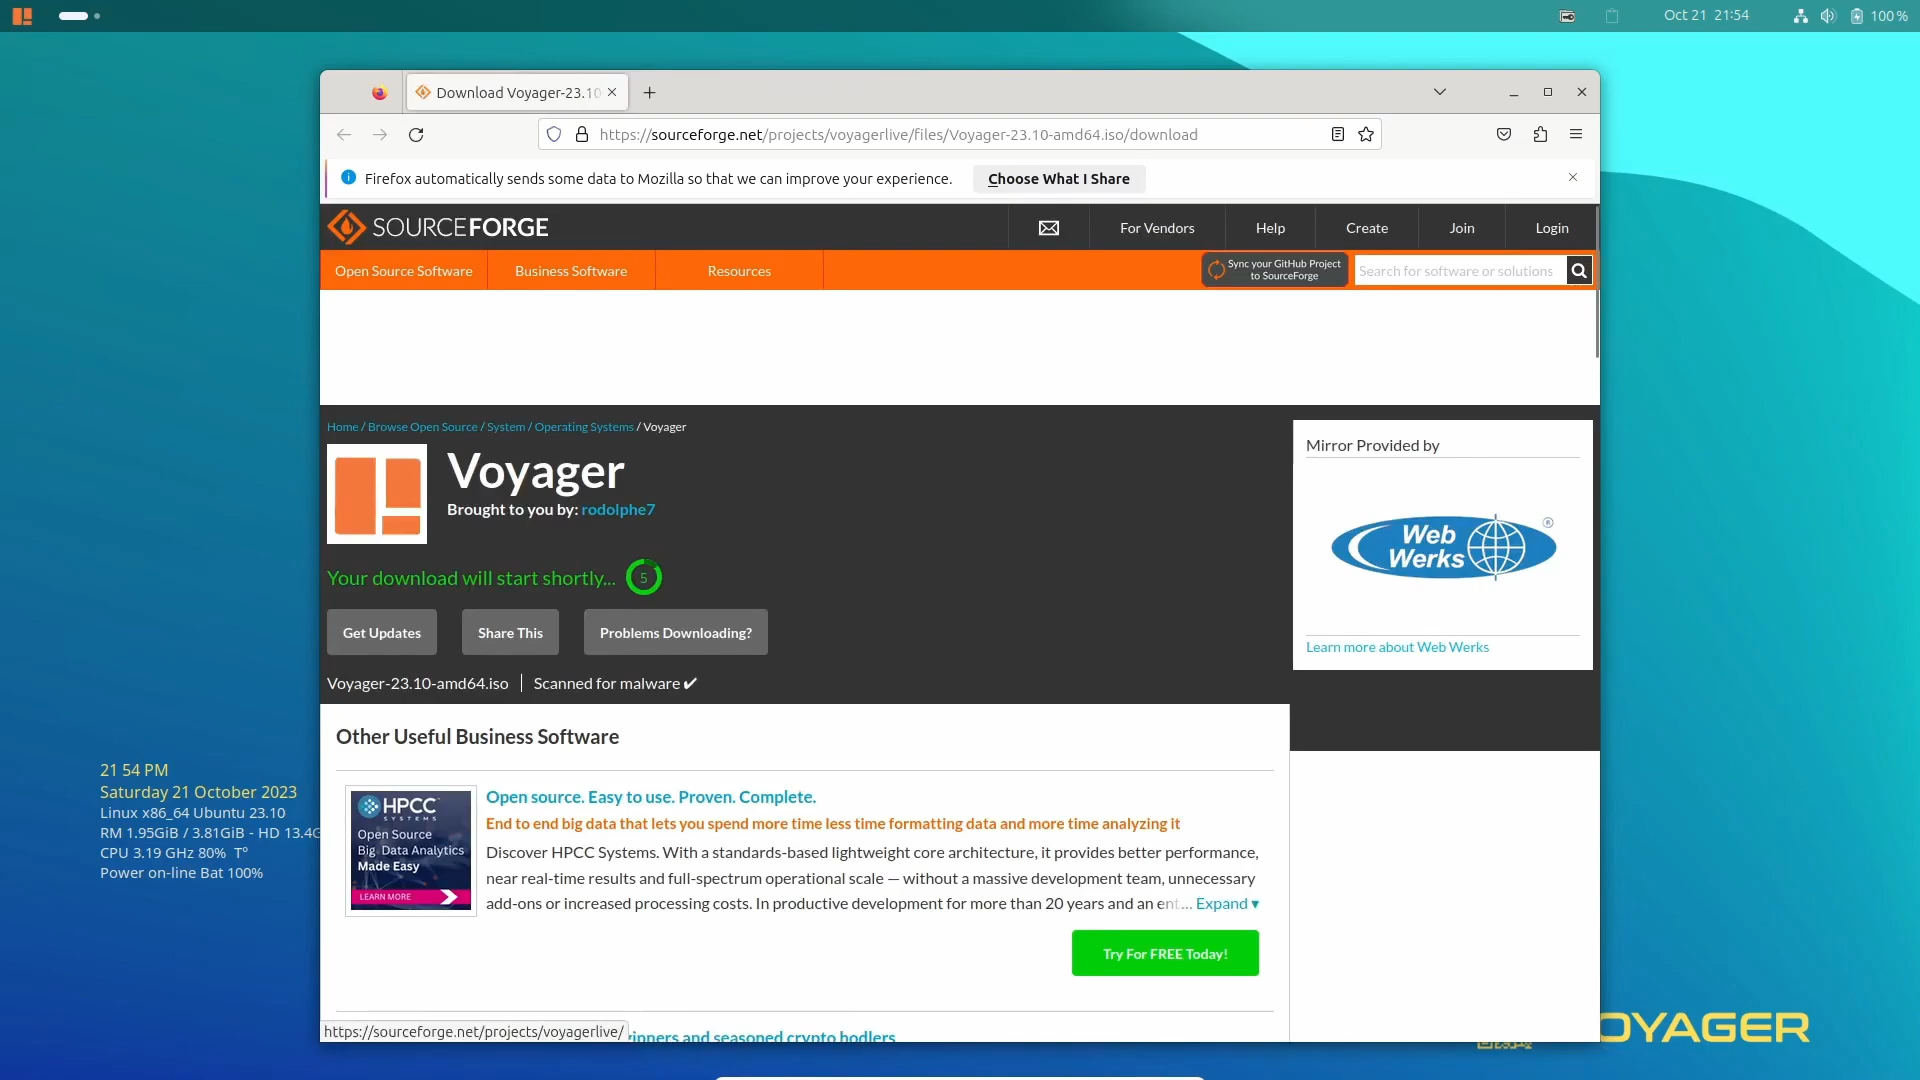 Oct 21 21:54
100 %
Download Voyager-23.10
https://sourceforge.net/projects/voyagerlive/files/Voyager-23.10-amd64.iso/download
Firefox automatically sends some data to Mozilla so that we can improve your experience.
Choose What I Share
SOURCEFORGE
For Vendors
Help
Create
Join
Login
Open Source Software
Business Software
Resources
Sync your GitHub Project
to SourceForge
Search for software or solutions
Home / Browse Open Source / System / Operating Systems / Voyager
Voyager
Brought to you by: rodolphe7
Your download will start shortly... 5
Get Updates
Share This
Problems Downloading?
Voyager-23.10-amd64.iso
Scanned for malware ✔
Mirror Provided by
Web
Werks
®
Learn more about Web Werks
Other Useful Business Software
HPCC
SYSTEMS
Open Source
Big Data Analytics
Made Easy
LEARN MORE
Open source. Easy to use. Proven. Complete.
End to end big data that lets you spend more time less time formatting data and more time analyzing it
Discover HPCC Systems. With a standards-based lightweight core architecture, it provides better performance,
near real-time results and full-spectrum operational scale — without a massive development team, unnecessary
add-ons or increased processing costs. In productive development for more than 20 years and an ent... Expand ▾
Try For FREE Today!
inners and seasoned crypto hodlers
https://sourceforge.net/projects/voyagerlive/
21 54 PM
Saturday 21 October 2023
Linux x86_64 Ubuntu 23.10
RM 1.95GiB / 3.81GiB - HD 13.4G
CPU 3.19 GHz 80% T°
Power on-line Bat 100%
OYAGER